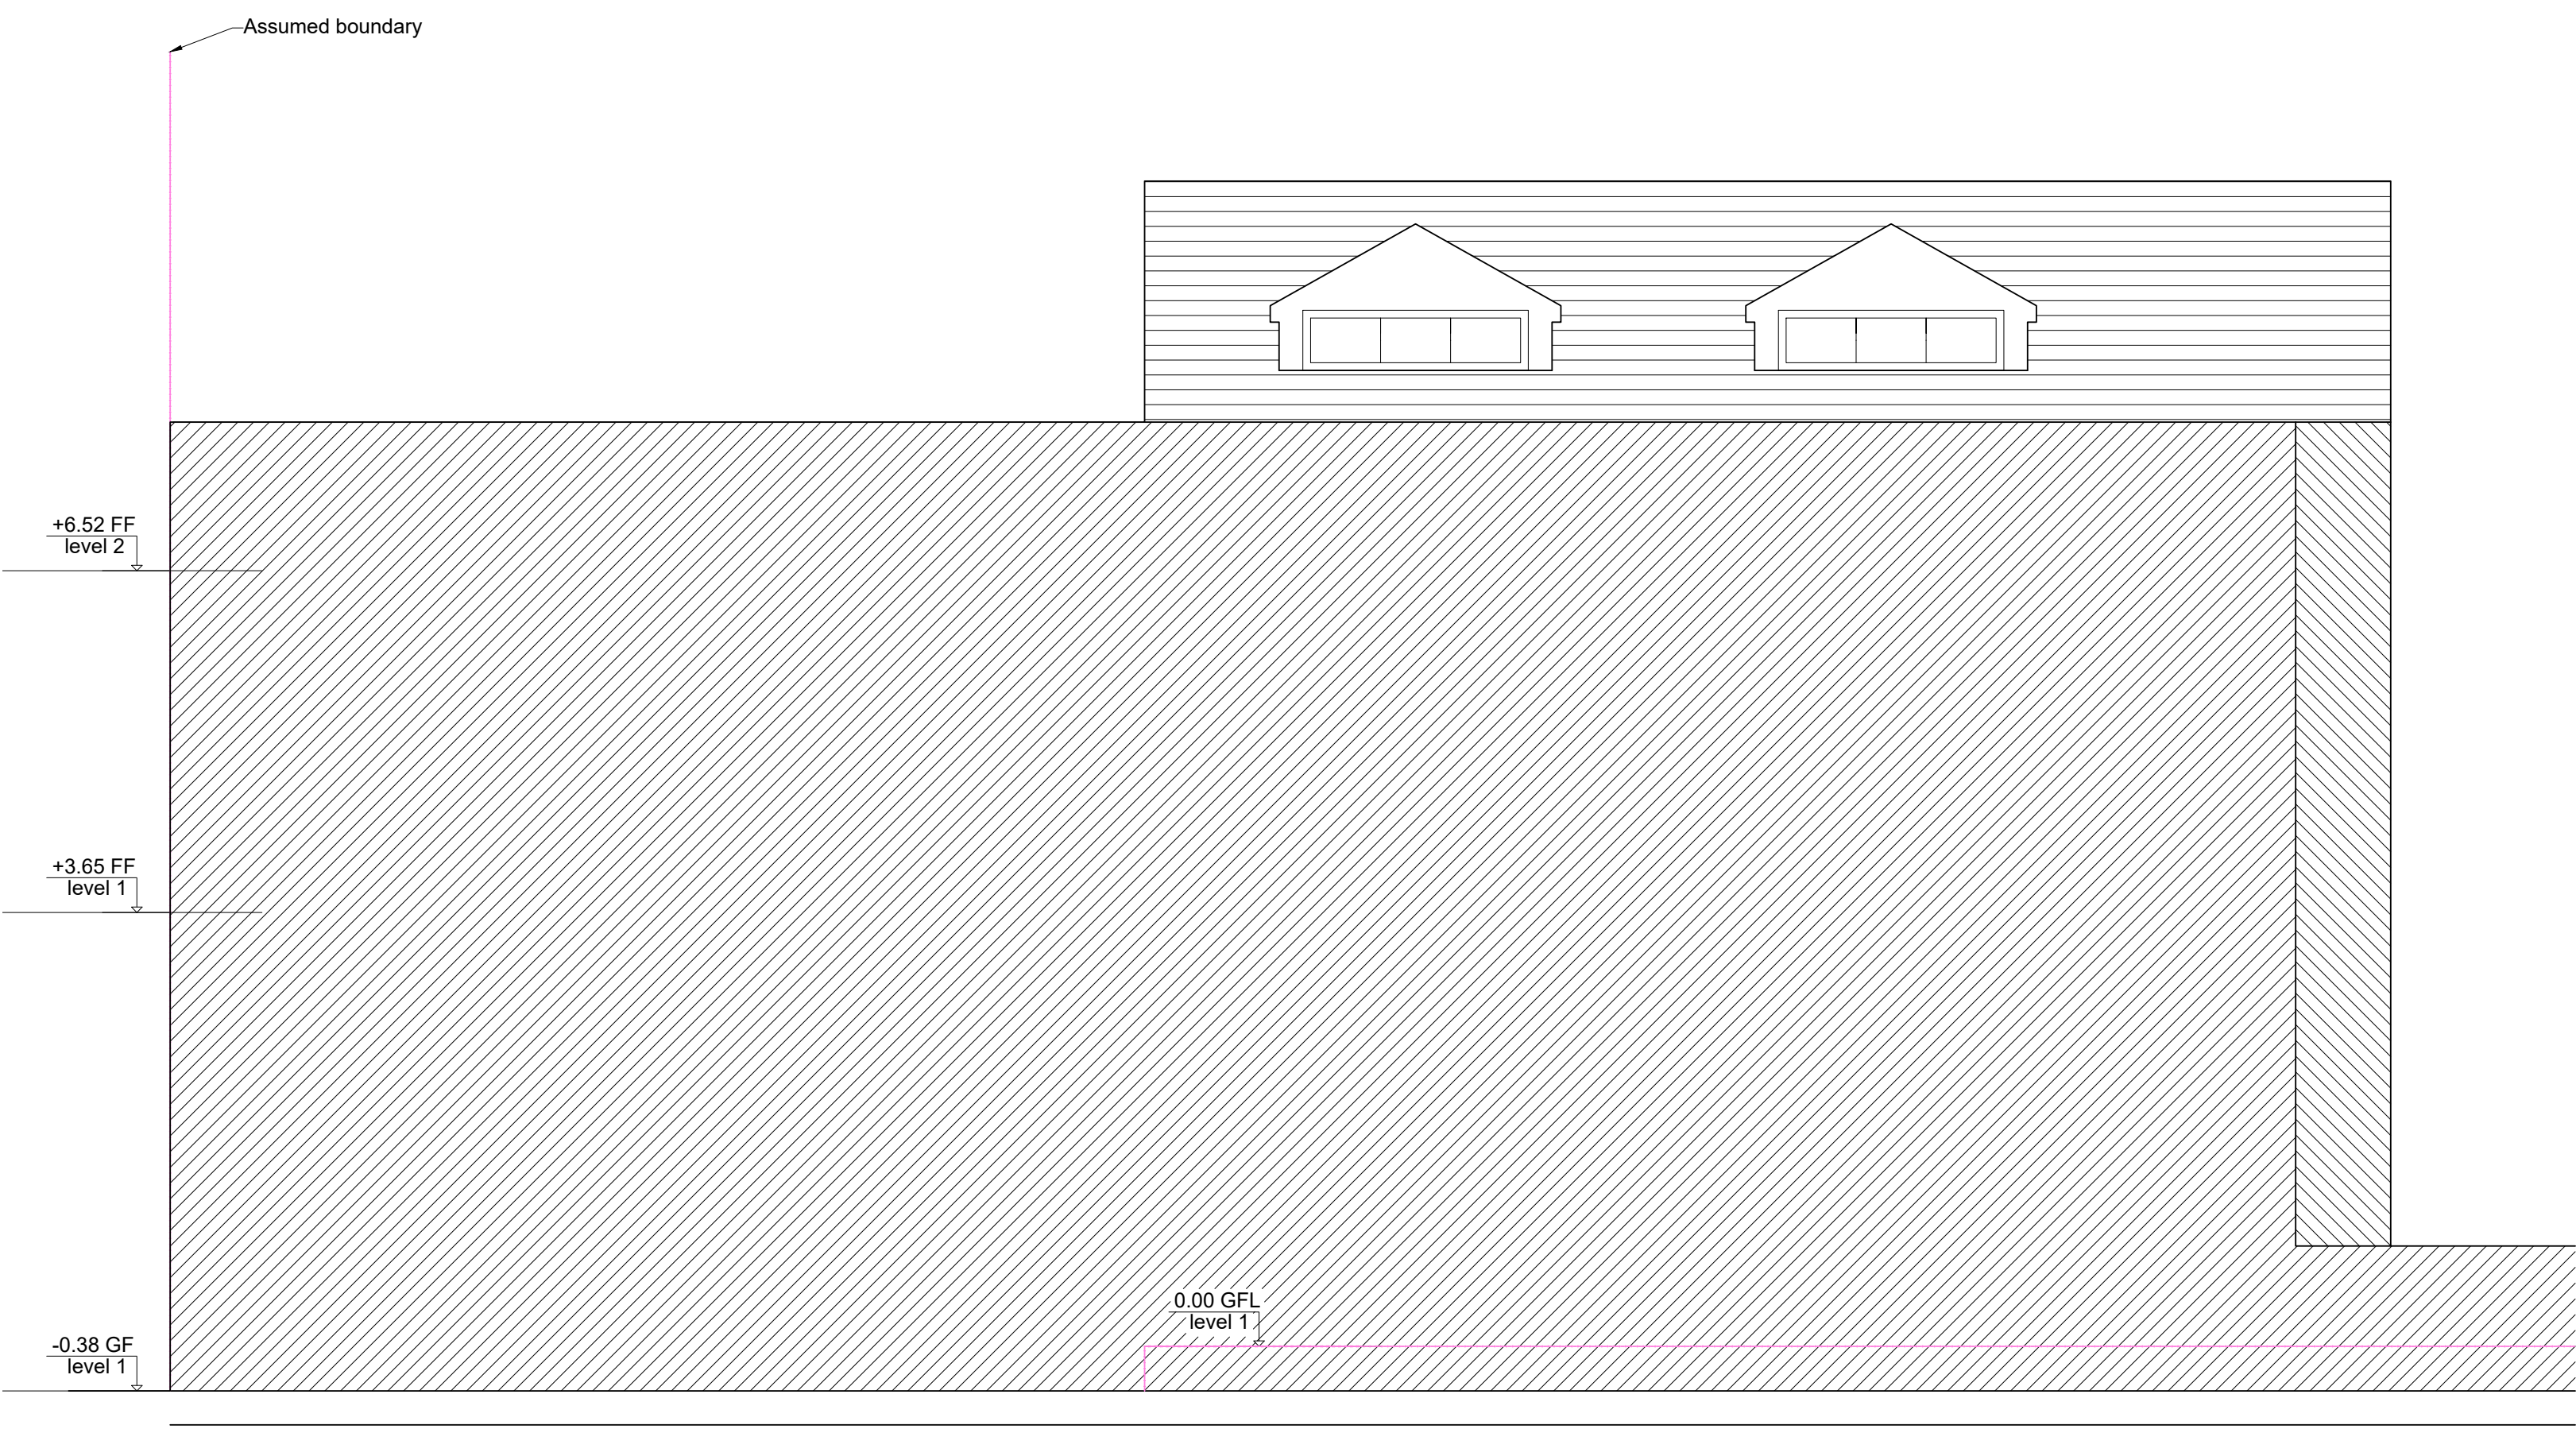 Assumed boundary
+6.52 FF
level 2
+3.65 FF
level 1
0.00 GFL
level 1
-0.38 GF
level 1